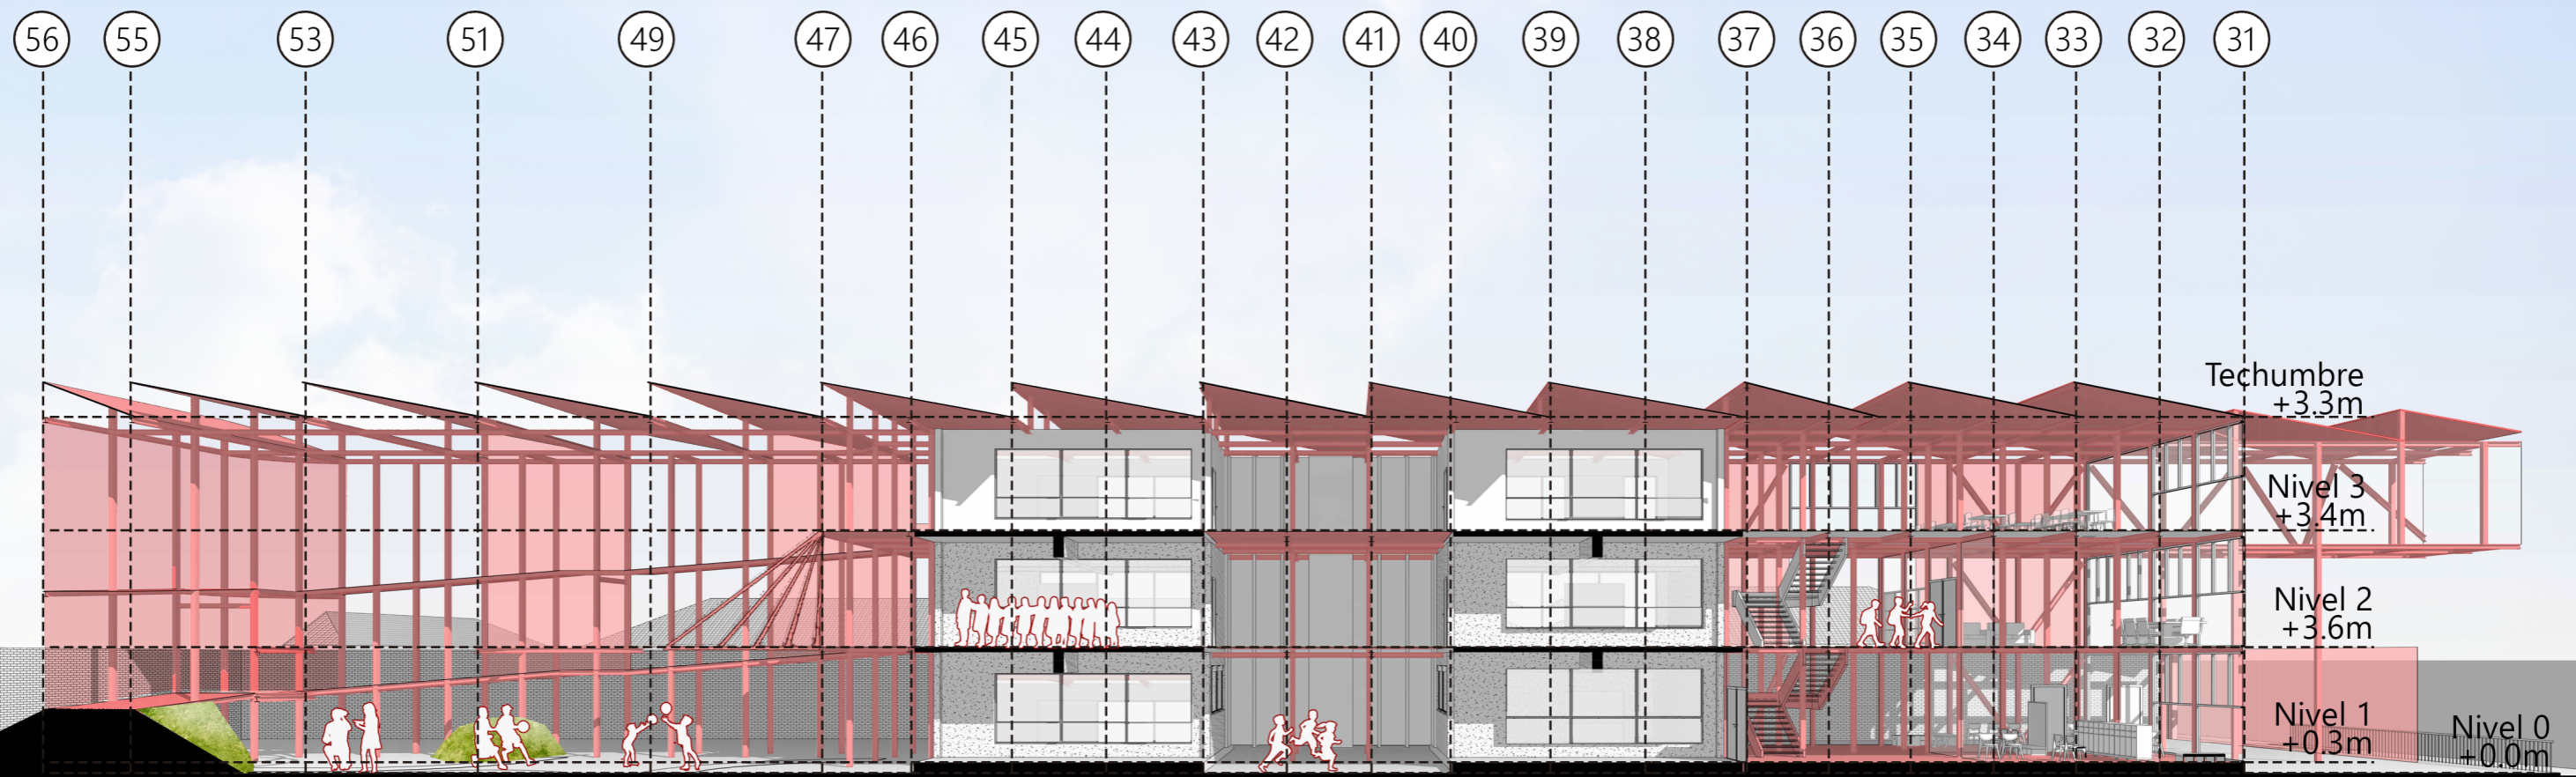 56 55 53 51 49 47 46 45 44 43 42 41 40 39 38 37 36 35 34 33 32 31
Techumbre
+3.3m
Nivel 3
+3.4m
Nivel 2
+3.6m
Nivel 1
+0.3m
Nivel 0
+0.0m